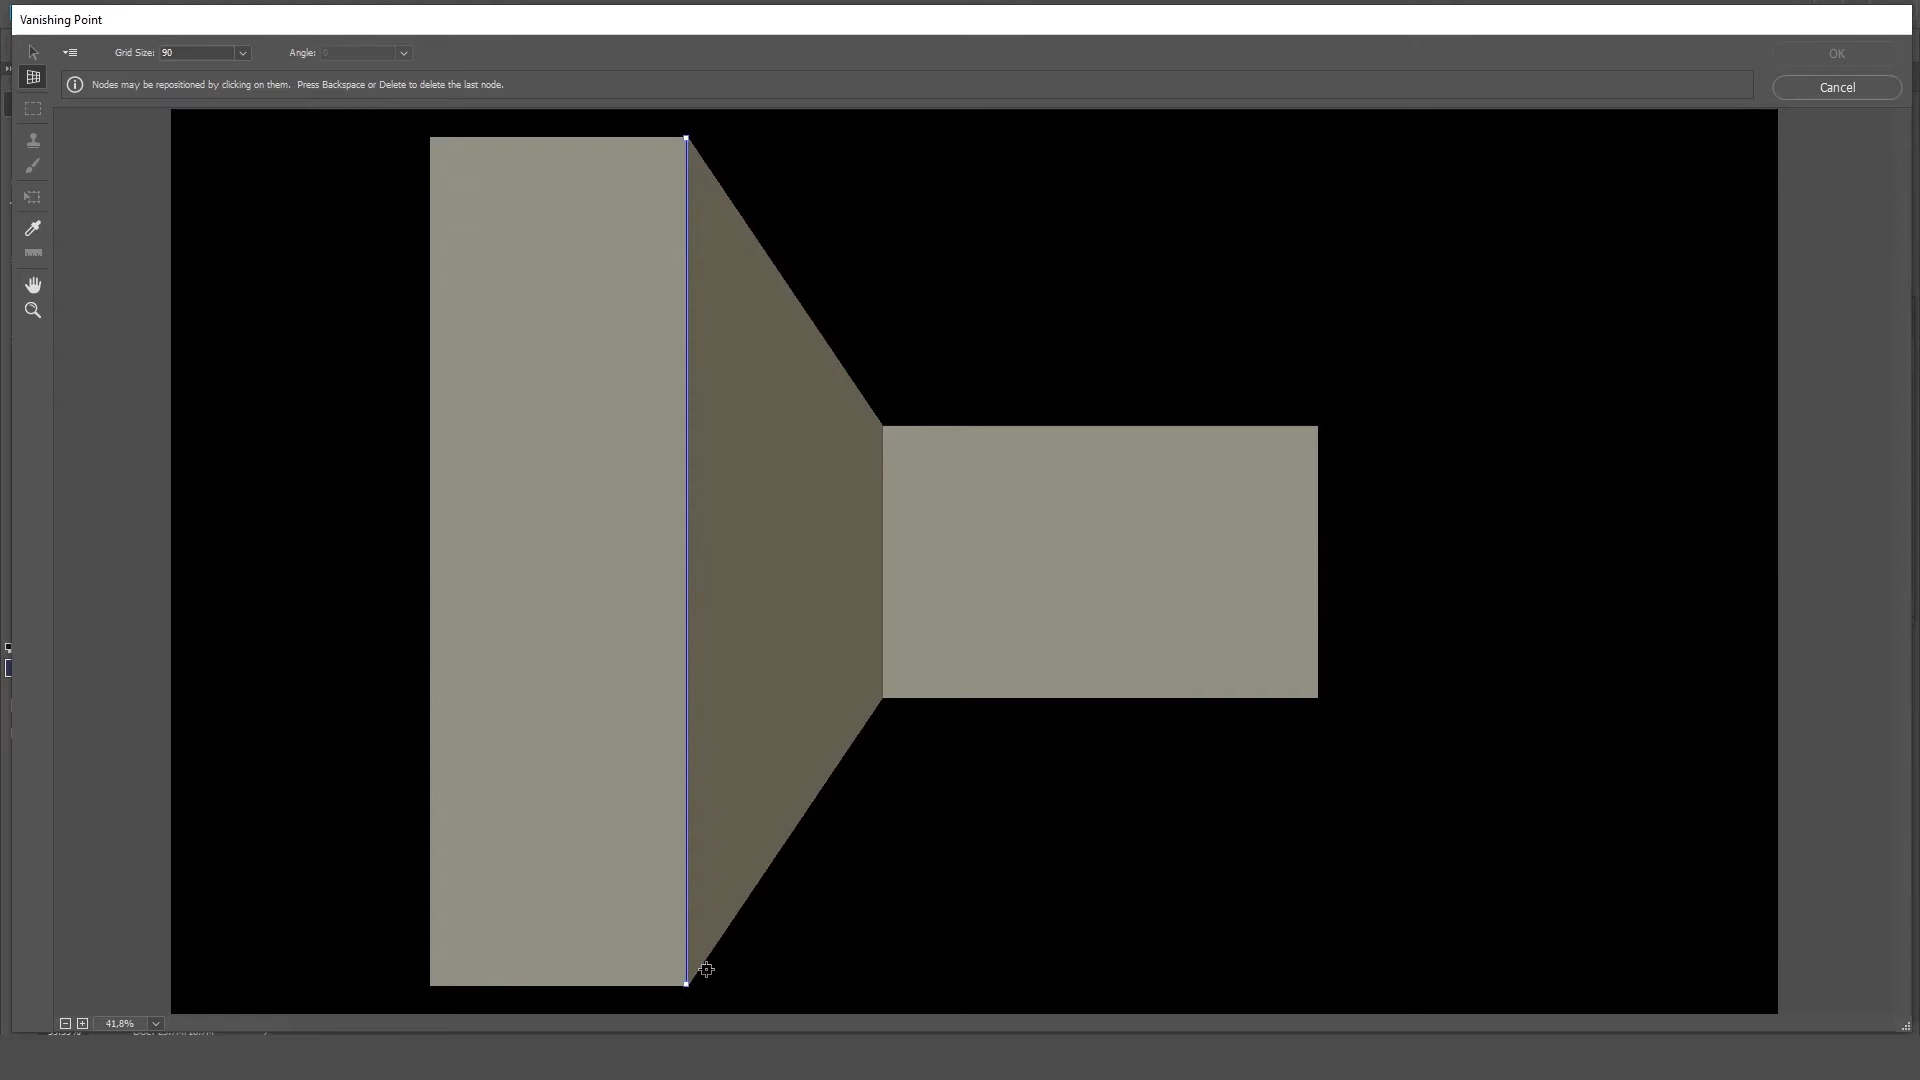 Vanishing Point
Grid Size: 90
Angle: 0
OK
Nodes may be repositioned by clicking on them. Press Backspace or Delete to delete the last node.
Cancel
41,8%